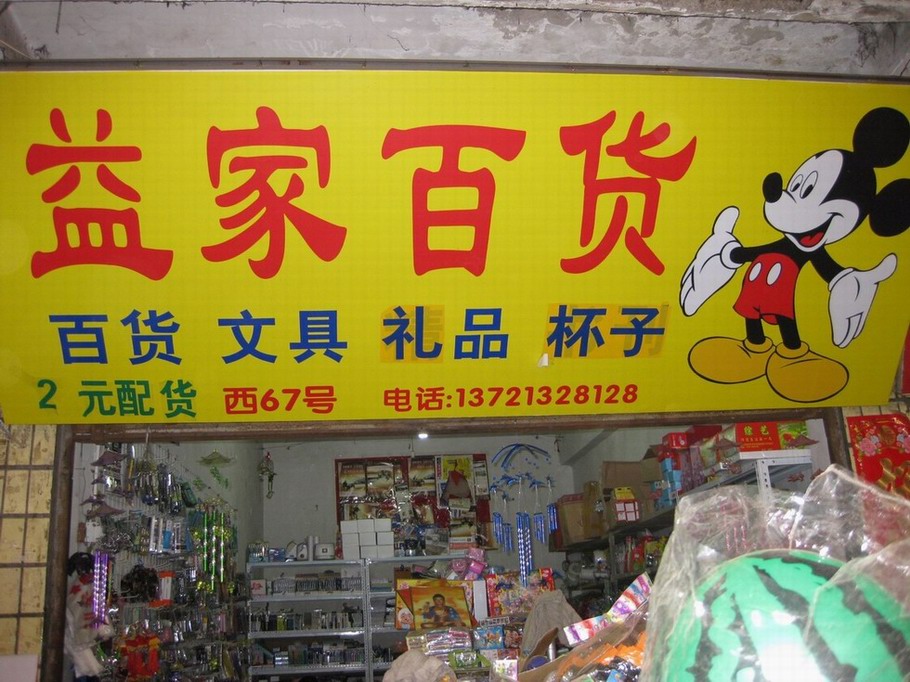 益家百货
百货 文具 礼品 杯子
2 元配货 西67号 电话:13721328128